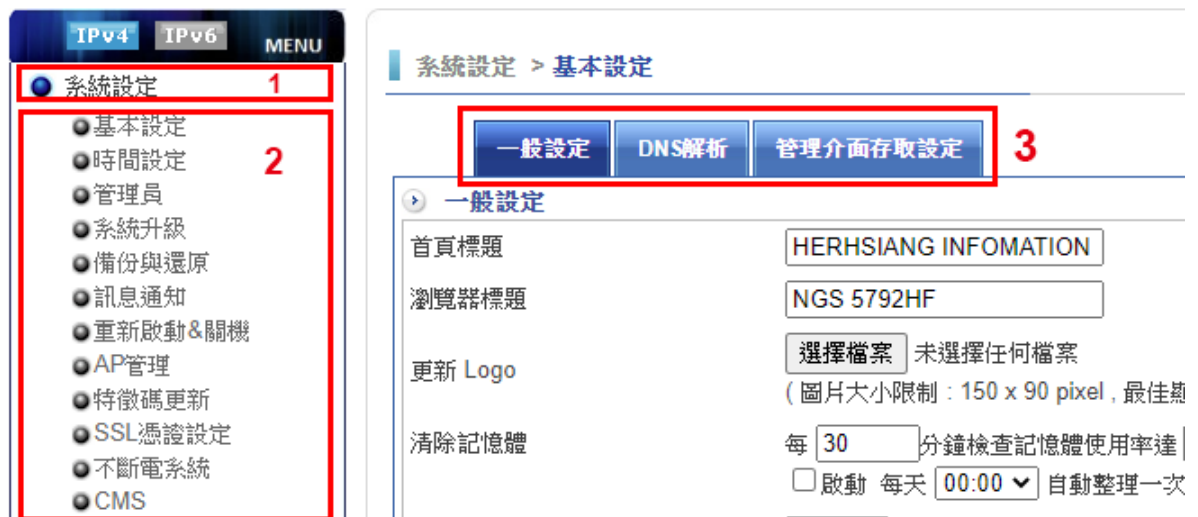 IPv4 IPv6 MENU
系統設定 1
基本設定
時間設定 2
管理員
系統升級
備份與還原
訊息通知
重新啟動&關機
AP管理
特徵碼更新
SSL憑證設定
不斷電系統
CMS
系統設定 > 基本設定
一般設定 DNS解析 管理介面存取設定 3
一般設定
首頁標題 HERHSIANG INFOMATION
瀏覽器標題 NGS 5792HF
更新 Logo 選擇檔案 未選擇任何檔案
( 圖片大小限制 : 150 x 90 pixel , 最佳顯
清除記憶體 每 30 分鐘檢查記憶體使用率達
啟動 每天 00:00 自動整理一次